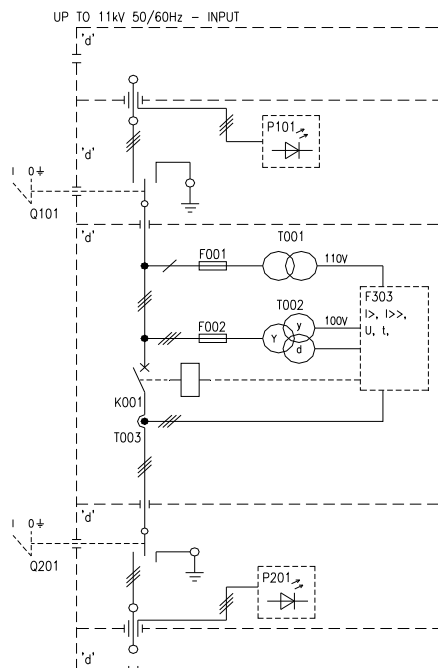 UP TO 11kV 50/60Hz – INPUT
'd'
P101
'd'
I 0
Q101
'd'
T001
F001
110V
T002
F303
I>, I>>,
U, t,
F002
Y
y
d
100V
K001
T003
'd'
I 0
Q201
P201
'd'